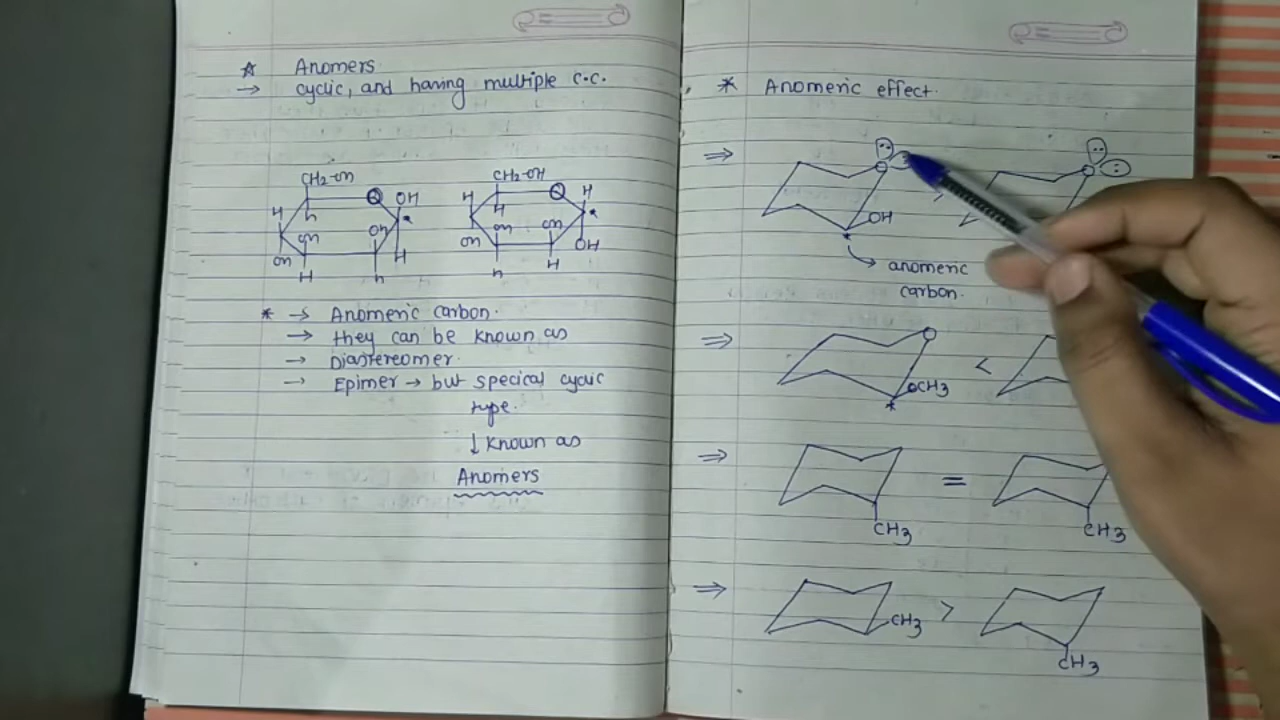 ☆ Anomers
→ cyclic, and having multiple c.c.
CH2-OH
O
OH
H
H
OH
OH
OH
H
H
H
CH2-OH
O
H
H
H
OH
OH
OH
OH
H
H
* → Anomeric carbon.
→ they can be known as
→ Diastereomer.
→ Epimer → but specical cyclic
type.
↓ known as
Anomers
* Anomeric effect.
⇒
OH
>
*
→ anomeric
carbon.
⇒
OCH3
<
*
⇒
CH3
=
CH3
⇒
CH3
>
CH3